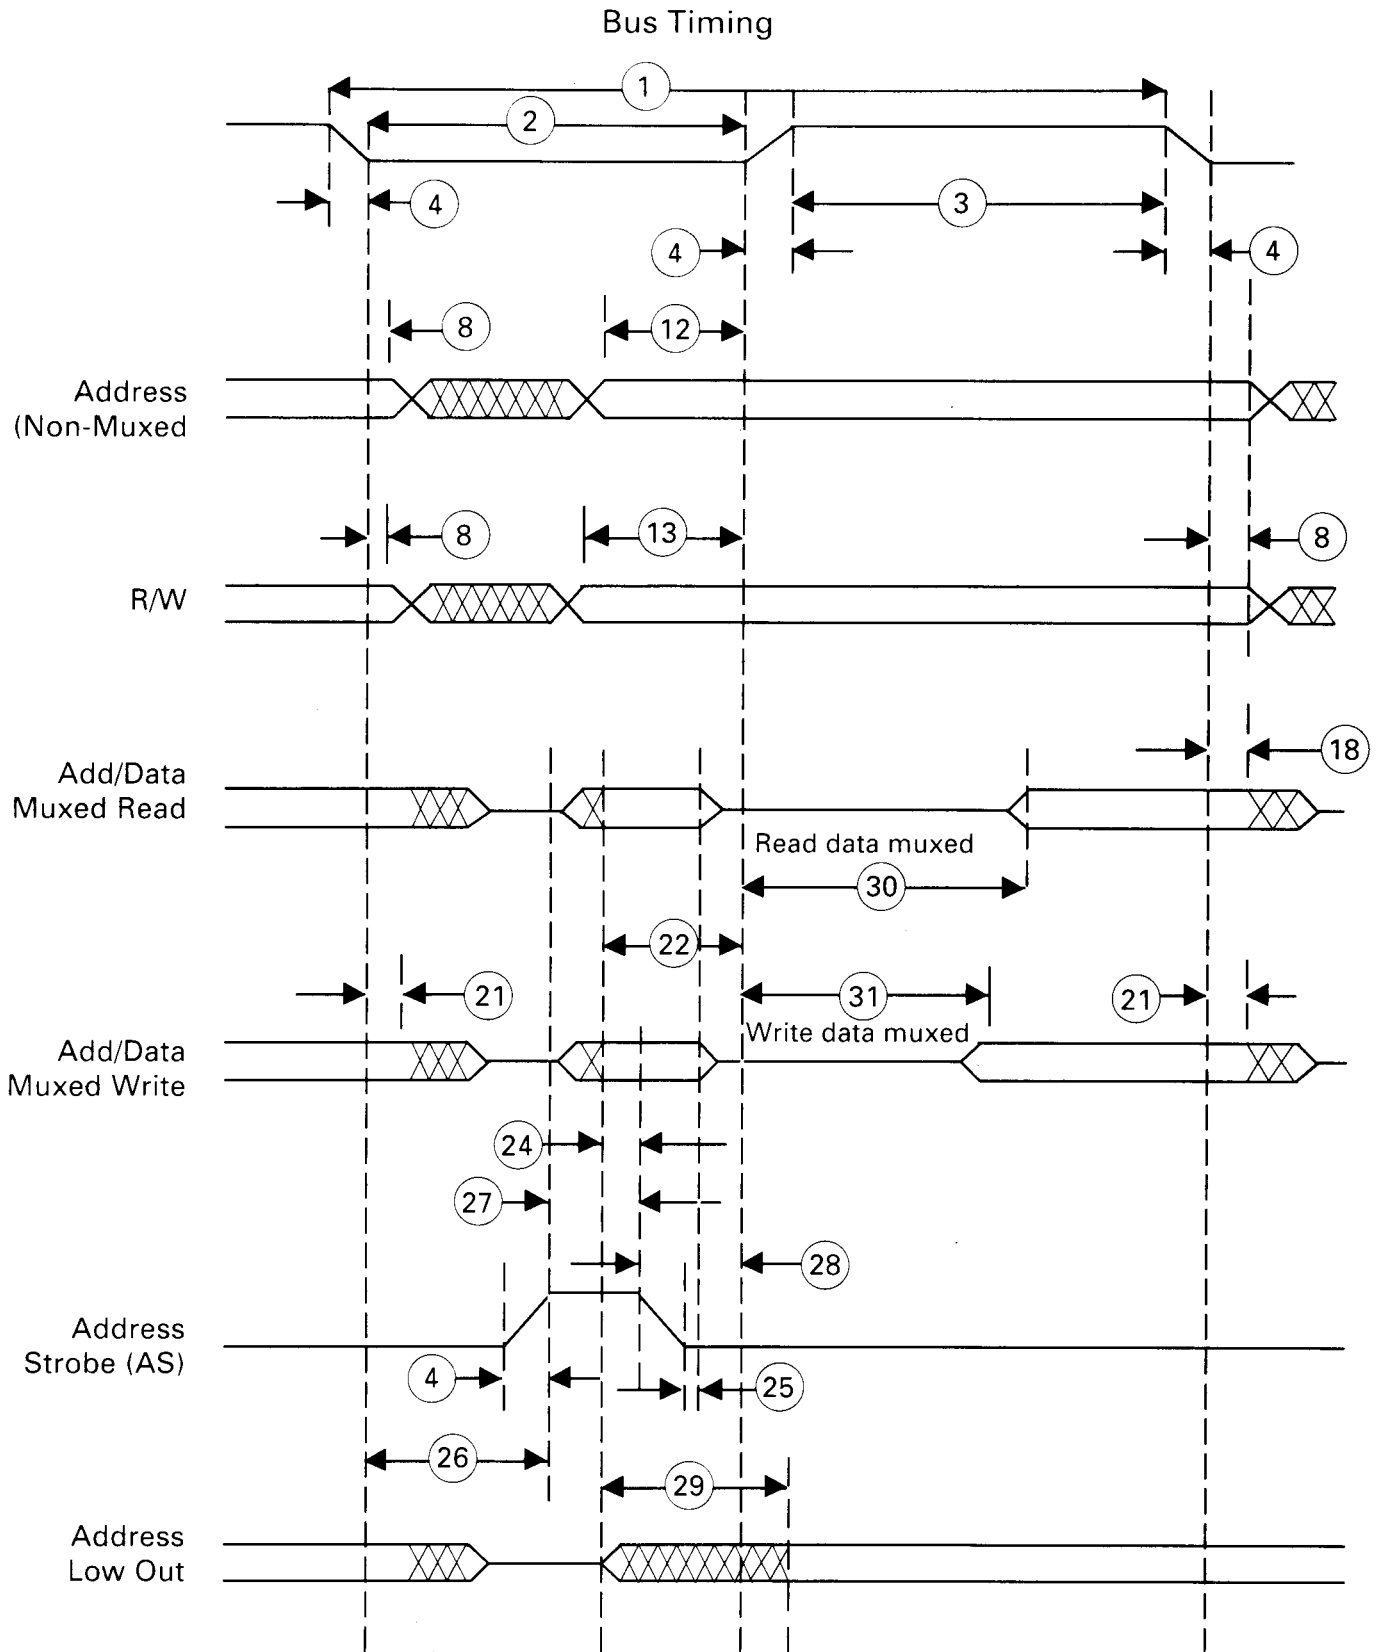 Bus Timing
1
2
4
3
4
4
8
12
Address
(Non-Muxed
8
13
8
R/W
18
Add/Data
Muxed Read
Read data muxed
30
22
21
31
21
Write data muxed
Add/Data
Muxed Write
24
27
28
Address
Strobe (AS)
4
25
26
29
Address
Low Out